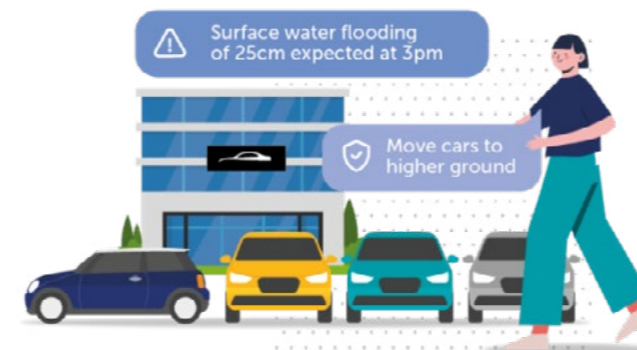 Surface water flooding
of 25cm expected at 3pm
Move cars to
higher ground